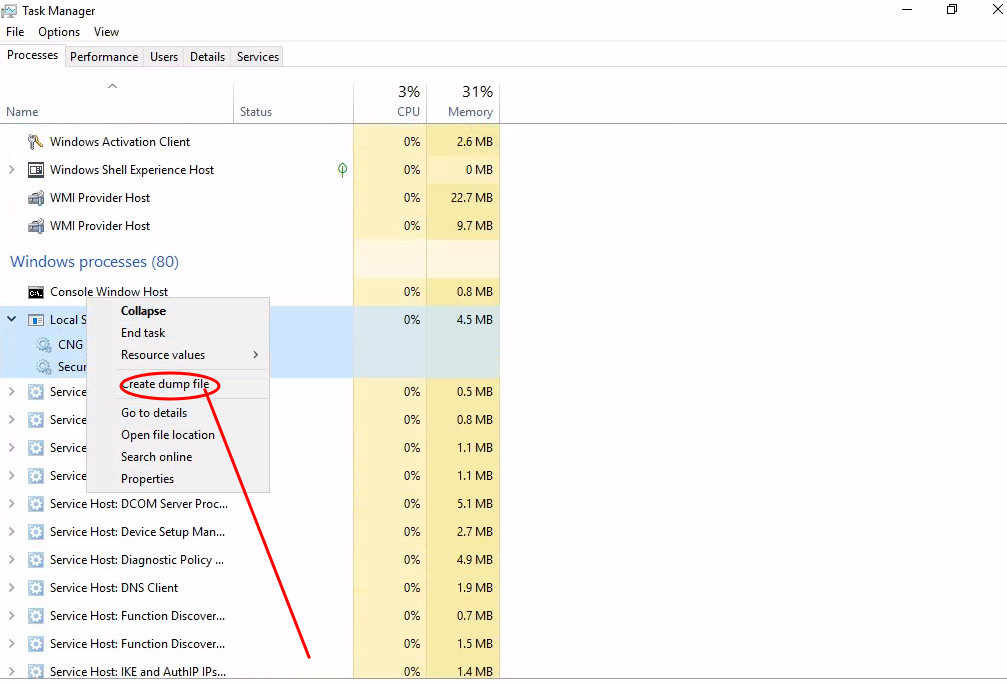 Task Manager
File Options View
Processes Performance Users Details Services
3% 31%
Name Status CPU Memory
Windows Activation Client 0% 2.6 MB
Windows Shell Experience Host 0% 0 MB
WMI Provider Host 0% 22.7 MB
WMI Provider Host 0% 9.7 MB
Windows processes (80)
Console Window Host 0% 0.8 MB
Local S 0% 4.5 MB
CNG
Secur
Collapse
End task
Resource values
Create dump file
Go to details
Open file location
Search online
Properties
Service 0% 0.5 MB
Service 0% 0.8 MB
Service 0% 1.1 MB
Service 0% 1.1 MB
Service Host: DCOM Server Proc... 0% 5.1 MB
Service Host: Device Setup Man... 0% 2.7 MB
Service Host: Diagnostic Policy ... 0% 4.9 MB
Service Host: DNS Client 0% 1.9 MB
Service Host: Function Discover... 0% 0.7 MB
Service Host: Function Discover... 0% 1.5 MB
Service Host: IKE and AuthIP IPs... 0% 1.4 MB